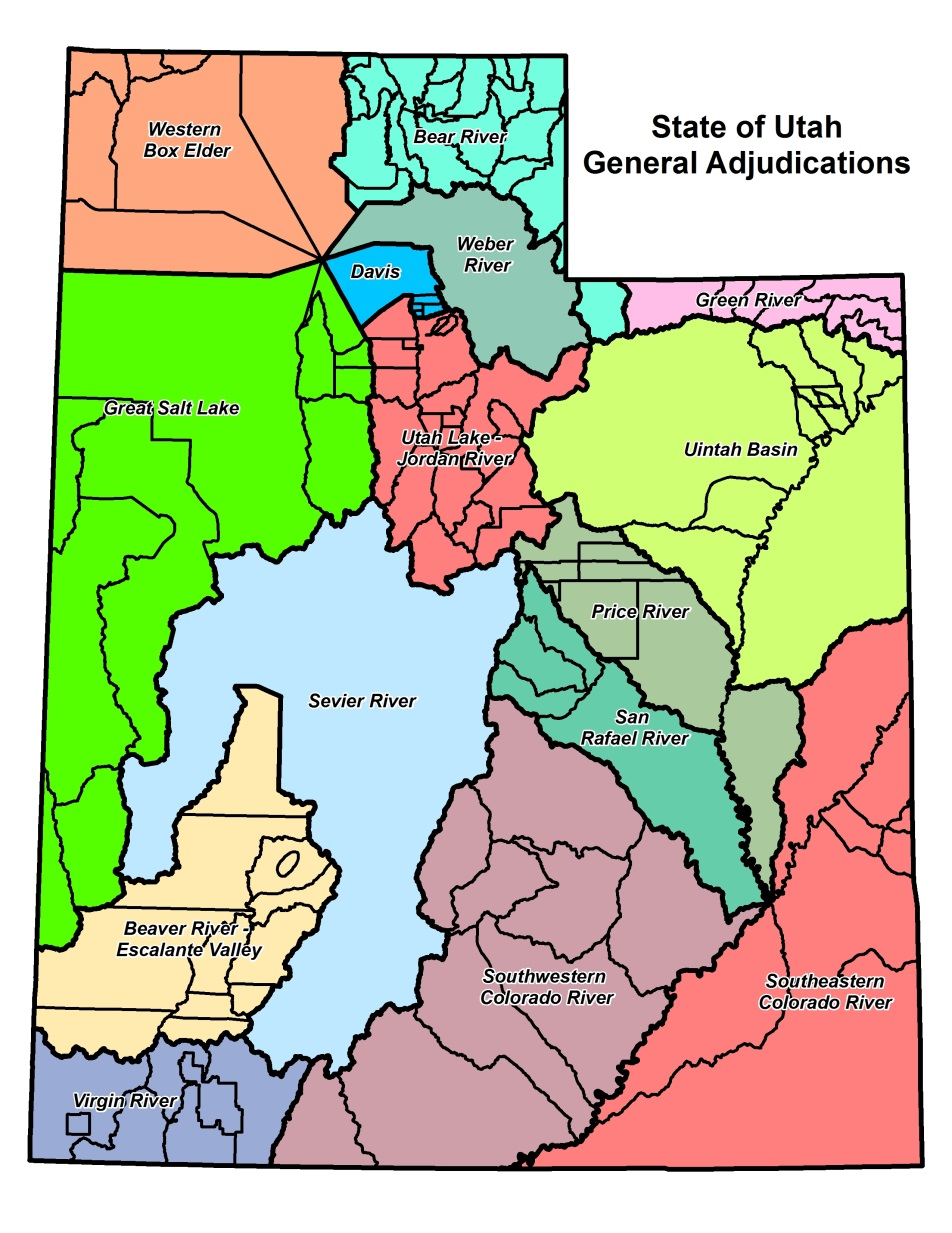 State of Utah
General Adjudications
Western
Box Elder
Bear River
Weber
River
Davis
Green River
Great Salt Lake
Utah Lake -
Jordan River
Uintah Basin
Price River
Sevier River
San
Rafael River
Beaver River -
Escalante Valley
Southwestern
Colorado River
Southeastern
Colorado River
Virgin River